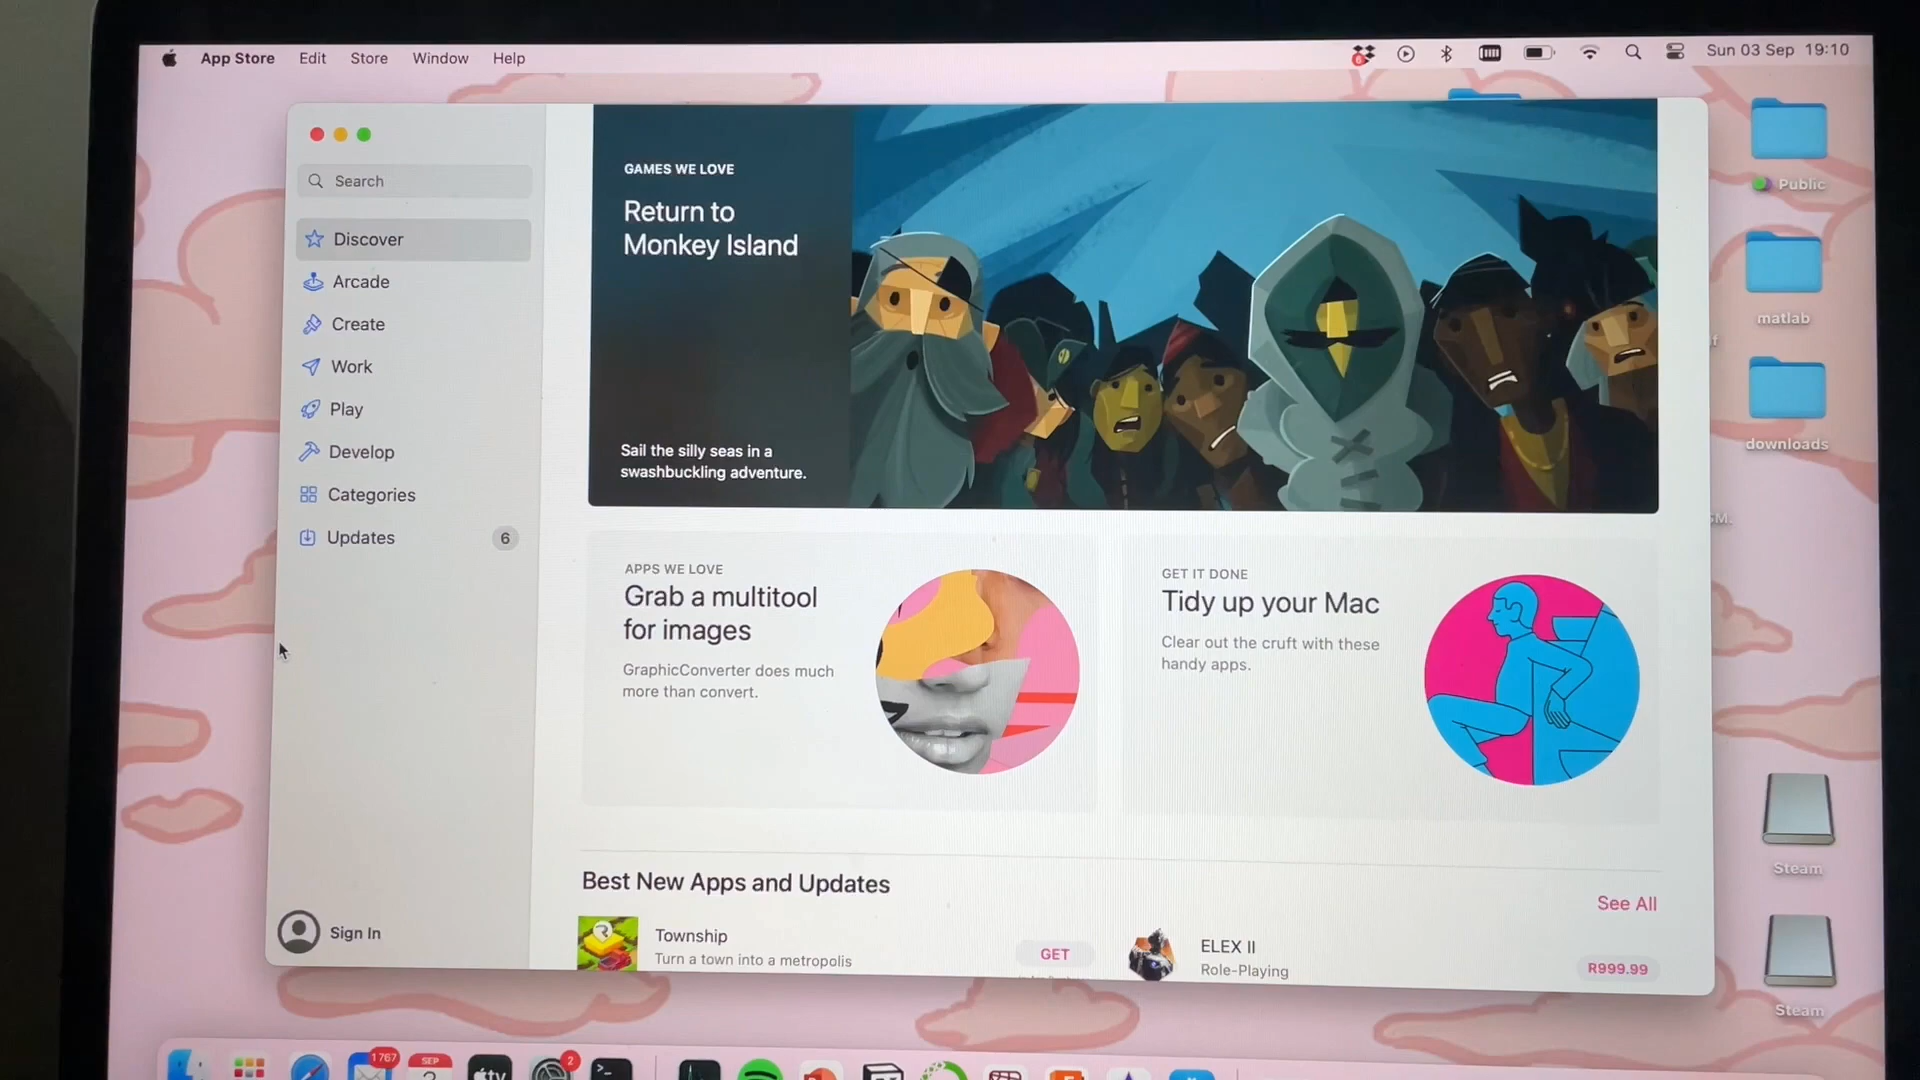 App Store Edit Store Window Help
6
Sun 03 Sep 19:10
Search
Discover
Arcade
Create
Work
Play
Develop
Categories
Updates 6
Sign In
GAMES WE LOVE
Return to
Monkey Island
Sail the silly seas in a
swashbuckling adventure.
APPS WE LOVE
Grab a multitool
for images
GraphicConverter does much
more than convert.
GET IT DONE
Tidy up your Mac
Clear out the cruft with these
handy apps.
Best New Apps and Updates
See All
Township
Turn a town into a metropolis
GET
ELEX II
Role-Playing
R999.99
Public
matlab
downloads
Steam
Steam
1767
SEP
tv
2